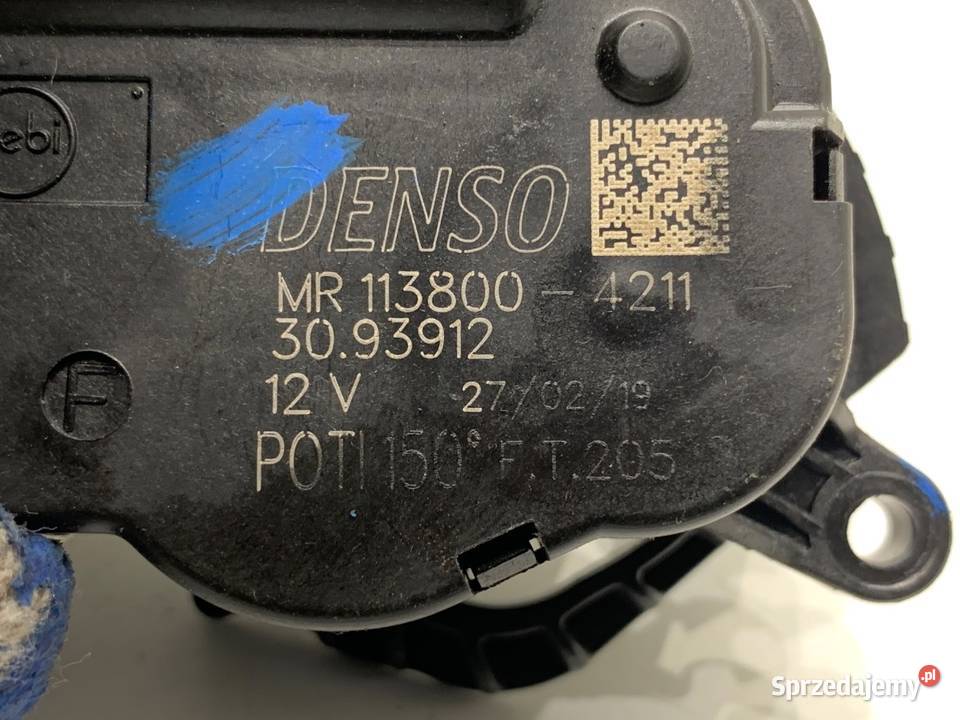 ebi
DENSO
MR 113800-4211
30.93912
12 V 27/02/19
F
POTI 150° F.T.205
Sprzedajemy.pl